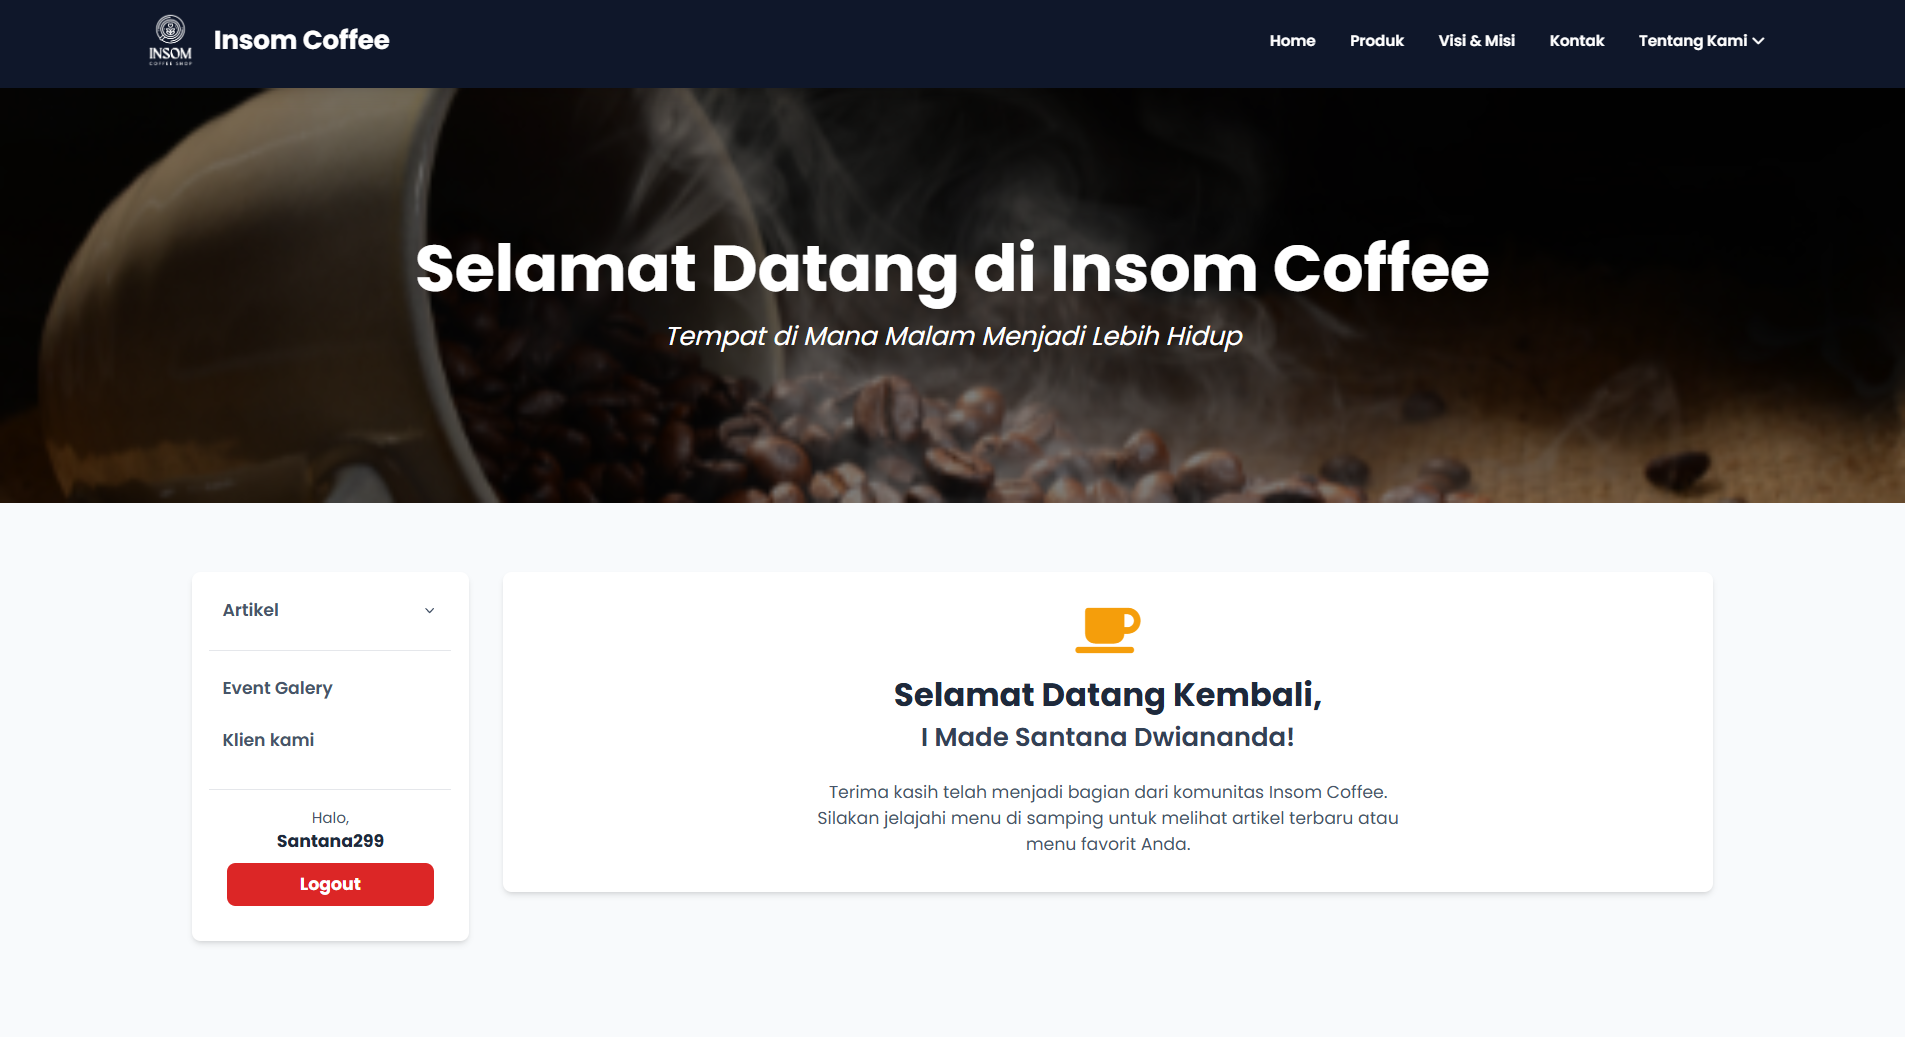 INSOM
COFFEE SHOP
Insom Coffee
Home
Produk
Visi & Misi
Kontak
Tentang Kami
Selamat Datang di Insom Coffee
Tempat di Mana Malam Menjadi Lebih Hidup
Artikel
Event Galery
Klien kami
Halo,
Santana299
Logout
Selamat Datang Kembali,
I Made Santana Dwiananda!
Terima kasih telah menjadi bagian dari komunitas Insom Coffee.
Silakan jelajahi menu di samping untuk melihat artikel terbaru atau
menu favorit Anda.